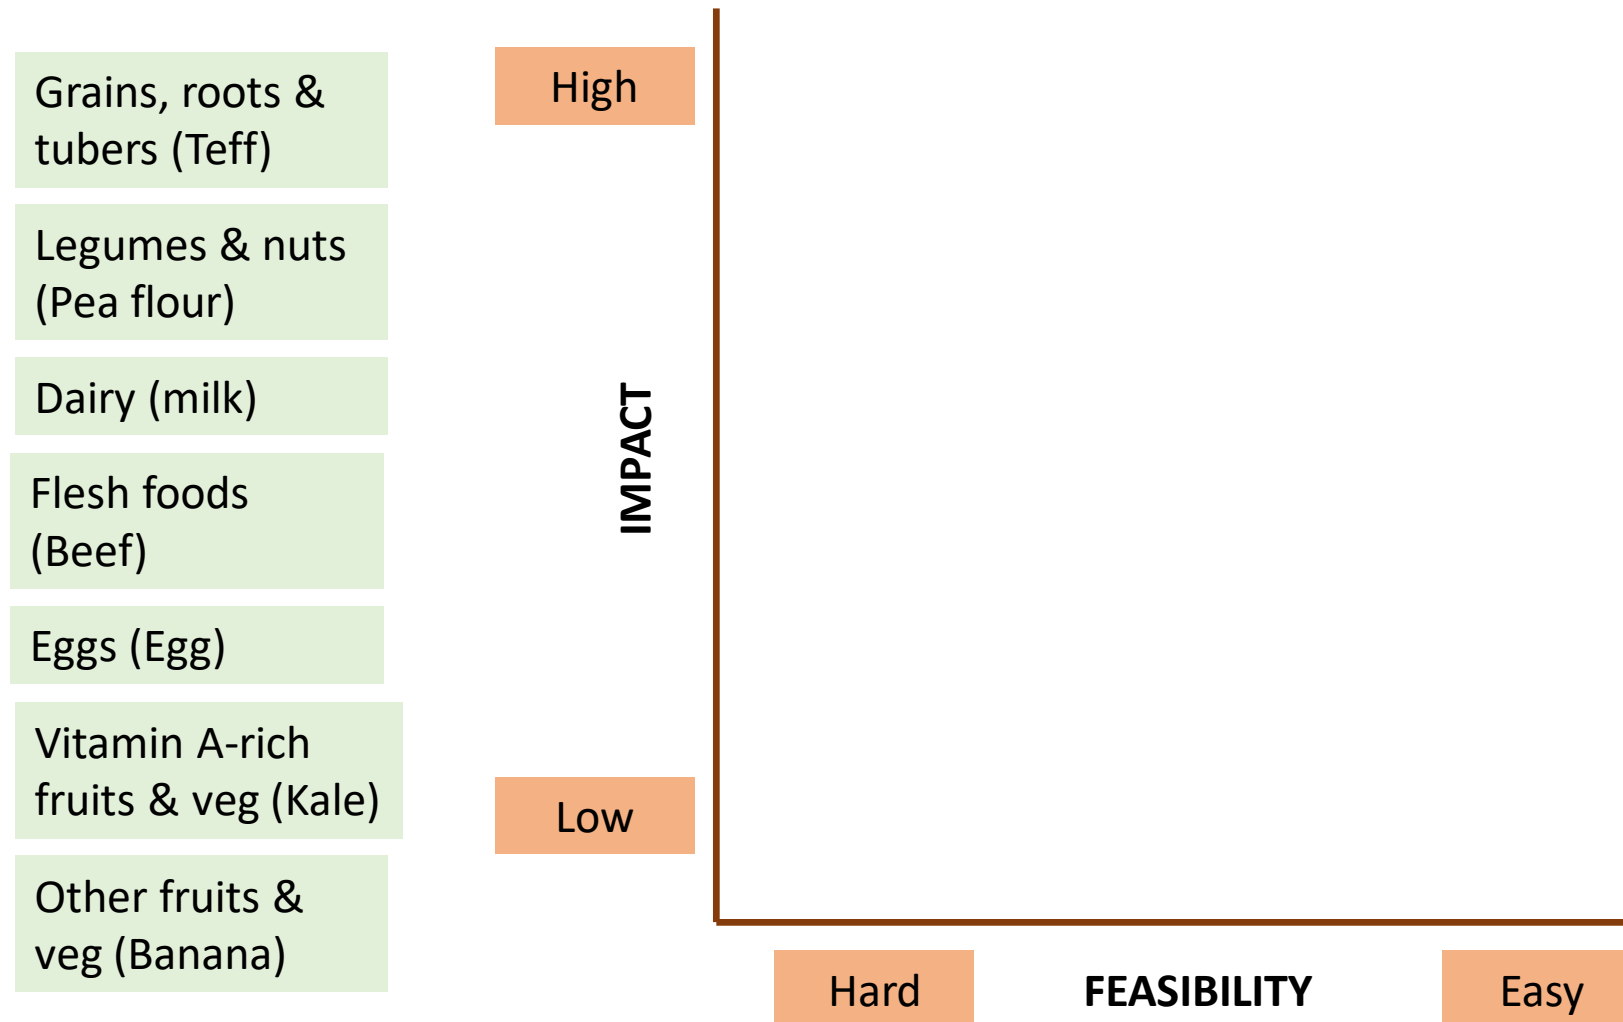 Grains, roots &
tubers (Teff)
Legumes & nuts
(Pea flour)
Dairy (milk)
Flesh foods
(Beef)
Eggs (Egg)
Vitamin A-rich
fruits & veg (Kale)
Other fruits &
veg (Banana)
High
IMPACT
Low
Hard
FEASIBILITY
Easy